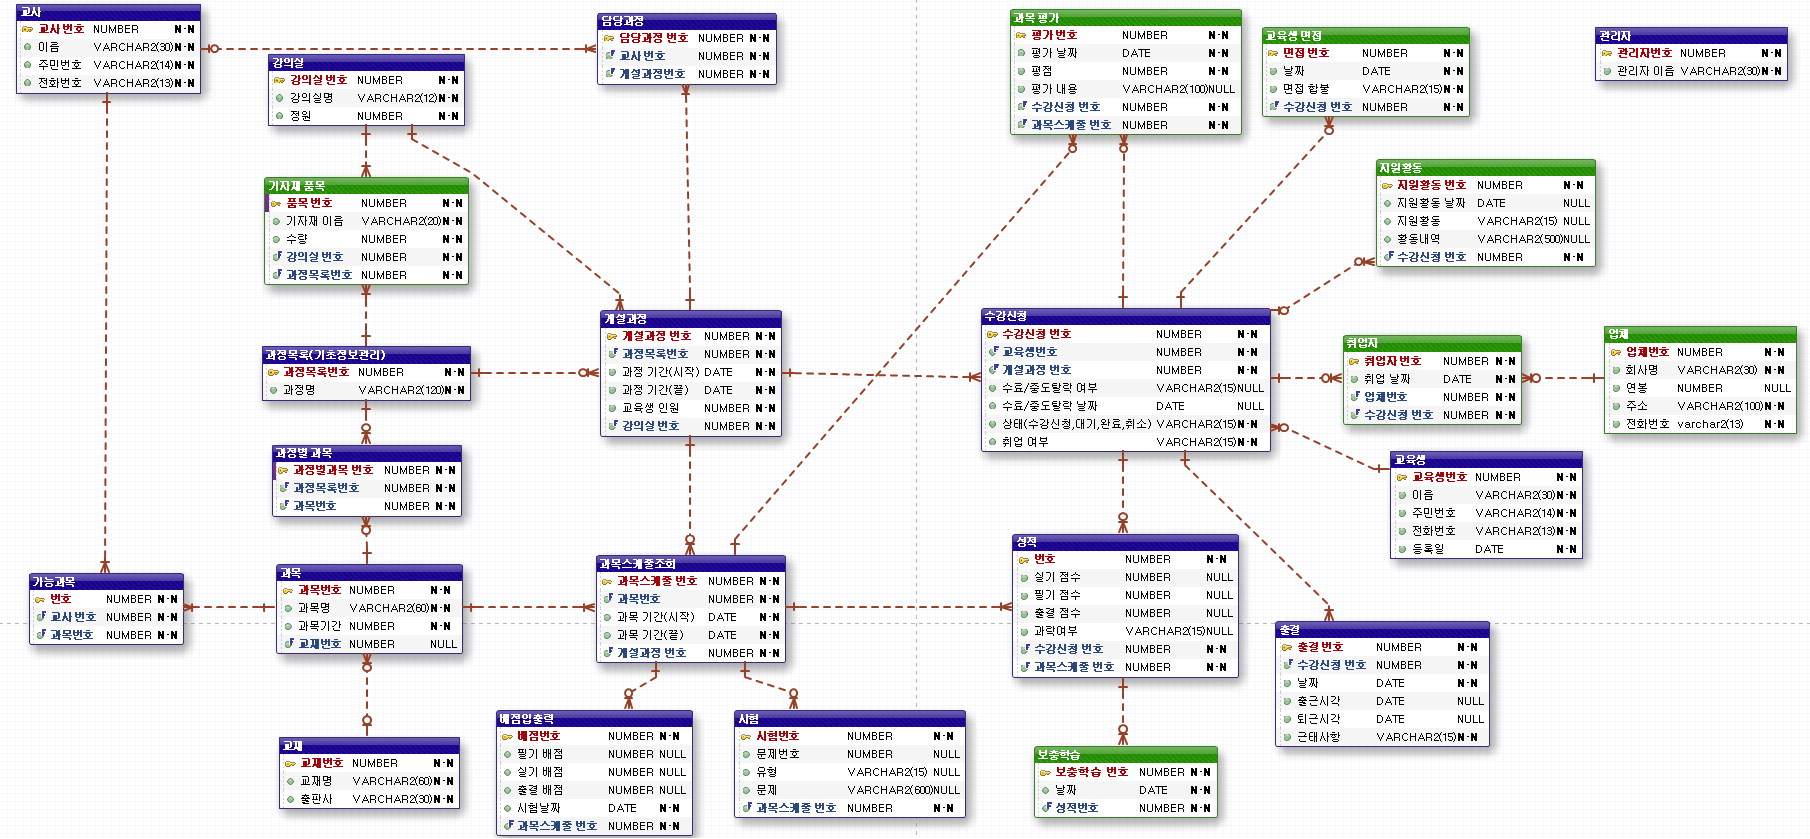 교사
교사 번호 NUMBER N-N
이름 VARCHAR2(30) N-N
주민번호 VARCHAR2(14) N-N
전화번호 VARCHAR2(13) N-N
담당과정
담당과정 번호 NUMBER N-N
교사 번호 NUMBER N-N
개설과정번호 NUMBER N-N
강의실
강의실 번호 NUMBER N-N
강의실명 VARCHAR2(12) N-N
정원 NUMBER N-N
기자재 품목
품목 번호 NUMBER N-N
기자재 이름 VARCHAR2(20) N-N
수량 NUMBER N-N
강의실 번호 NUMBER N-N
과정목록번호 NUMBER N-N
과정목록(기초정보관리)
과정목록번호 NUMBER N-N
과정명 VARCHAR2(120) N-N
과정별 과목
과정별과목 번호 NUMBER N-N
과정목록번호 NUMBER N-N
과목번호 NUMBER N-N
가능과목
번호 NUMBER N-N
교사 번호 NUMBER N-N
과목번호 NUMBER N-N
과목
과목번호 NUMBER N-N
과목명 VARCHAR2(60) N-N
과목기간 NUMBER N-N
교재번호 NUMBER NULL
교재
교재번호 NUMBER N-N
교재명 VARCHAR2(60) N-N
출판사 VARCHAR2(30) N-N
개설과정
개설과정 번호 NUMBER N-N
과정목록번호 NUMBER N-N
과정 기간(시작) DATE N-N
과정 기간(끝) DATE N-N
교육생 인원 NUMBER N-N
강의실 번호 NUMBER N-N
과목스케줄조회
과목스케줄 번호 NUMBER N-N
과목번호 NUMBER N-N
과목 기간(시작) DATE N-N
과목 기간(끝) DATE N-N
개설과정 번호 NUMBER N-N
배점입출력
배점번호 NUMBER N-N
필기 배점 NUMBER NULL
실기 배점 NUMBER NULL
출결 배점 NUMBER NULL
시험날짜 DATE N-N
과목스케줄 번호 NUMBER N-N
시험
시험번호 NUMBER N-N
문제번호 NUMBER NULL
유형 VARCHAR2(15) NULL
문제 VARCHAR2(600) NULL
과목스케줄 번호 NUMBER N-N
과목 평가
평가 번호 NUMBER N-N
평가 날짜 DATE N-N
평점 NUMBER N-N
평가 내용 VARCHAR2(100) NULL
수강신청 번호 NUMBER N-N
과목스케줄 번호 NUMBER N-N
교육생 면접
면접 번호 NUMBER N-N
날짜 DATE N-N
면접 합불 VARCHAR2(15) N-N
수강신청 번호 NUMBER N-N
관리자
관리자번호 NUMBER N-N
관리자 이름 VARCHAR2(30) N-N
지원활동
지원활동 번호 NUMBER N-N
지원활동 날짜 DATE NULL
지원활동 VARCHAR2(15) NULL
활동내역 VARCHAR2(500) NULL
수강신청 번호 NUMBER N-N
수강신청
수강신청 번호 NUMBER N-N
교육생번호 NUMBER N-N
개설과정 번호 NUMBER N-N
수료/중도탈락 여부 VARCHAR2(15) NULL
수료/중도탈락 날짜 DATE NULL
상태(수강신청,대기,완료,취소) VARCHAR2(15) N-N
취업 여부 VARCHAR2(15) N-N
취업자
취업자 번호 NUMBER N-N
취업 날짜 DATE N-N
업체번호 NUMBER N-N
수강신청 번호 NUMBER N-N
업체
업체번호 NUMBER N-N
회사명 VARCHAR2(30) N-N
연봉 NUMBER NULL
주소 VARCHAR2(100) N-N
전화번호 varchar2(13) N-N
교육생
교육생번호 NUMBER N-N
이름 VARCHAR2(30) N-N
주민번호 VARCHAR2(14) N-N
전화번호 VARCHAR2(13) N-N
등록일 DATE N-N
성적
번호 NUMBER N-N
실기 점수 NUMBER NULL
필기 점수 NUMBER NULL
출결 점수 NUMBER NULL
과락여부 VARCHAR2(15) NULL
수강신청 번호 NUMBER N-N
과목스케줄 번호 NUMBER N-N
출결
출결 번호 NUMBER N-N
수강신청 번호 NUMBER N-N
날짜 DATE N-N
출근시각 DATE NULL
퇴근시각 DATE NULL
근태사항 VARCHAR2(15) N-N
보충학습
보충학습 번호 NUMBER N-N
날짜 DATE N-N
성적번호 NUMBER N-N